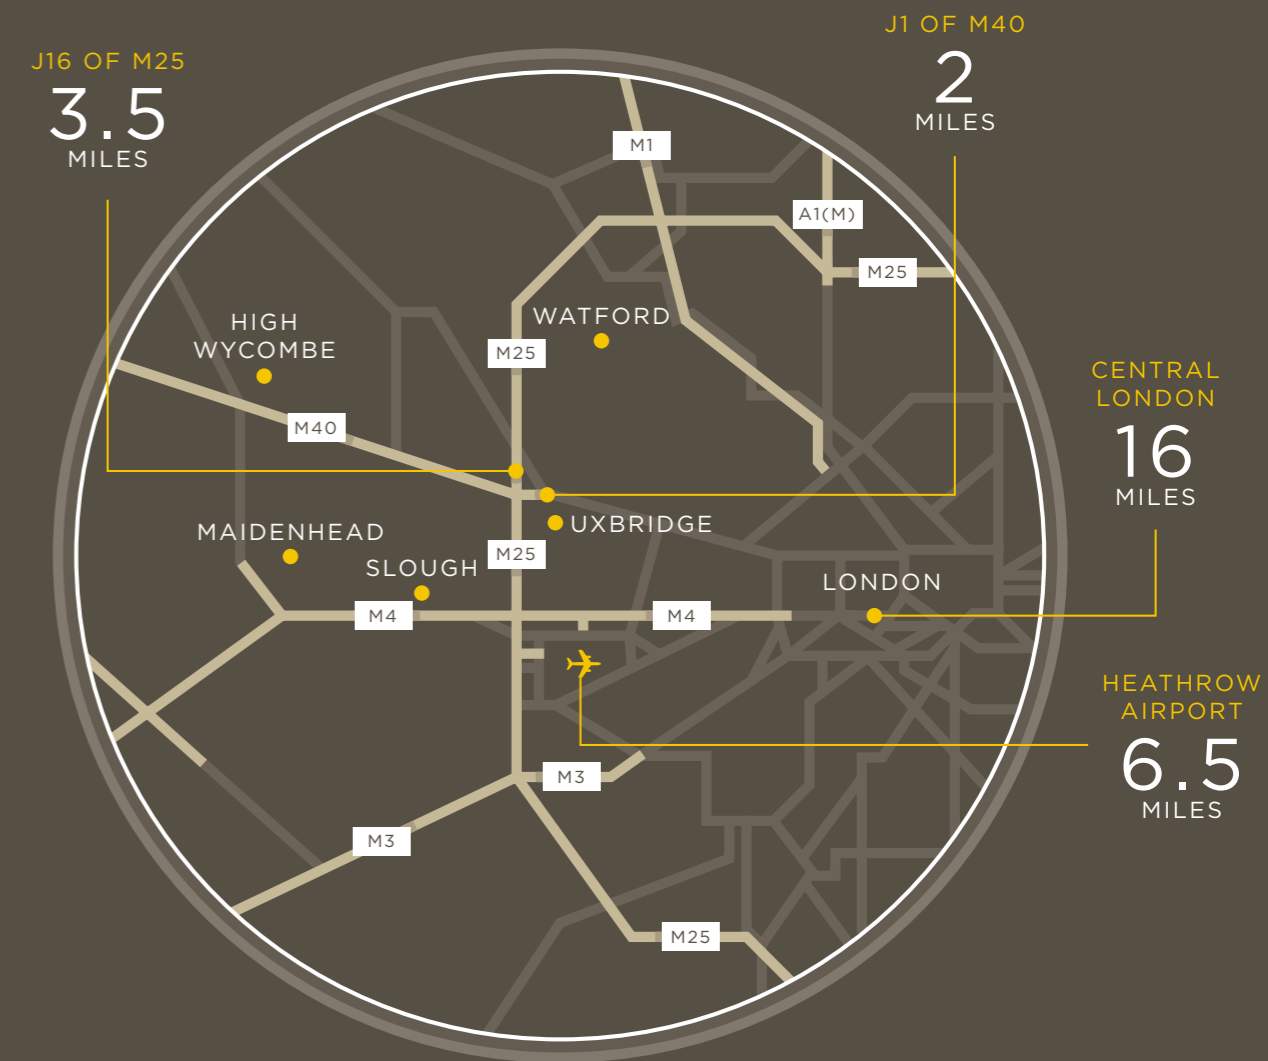 J1 OF M40
2
MILES
J16 OF M25
3.5
MILES
M1
A1(M)
M25
WATFORD
HIGH
WYCOMBE
M25
CENTRAL
LONDON
16
MILES
M40
UXBRIDGE
MAIDENHEAD
M25
SLOUGH
LONDON
M4
M4
HEATHROW
AIRPORT
6.5
MILES
M3
M3
M25